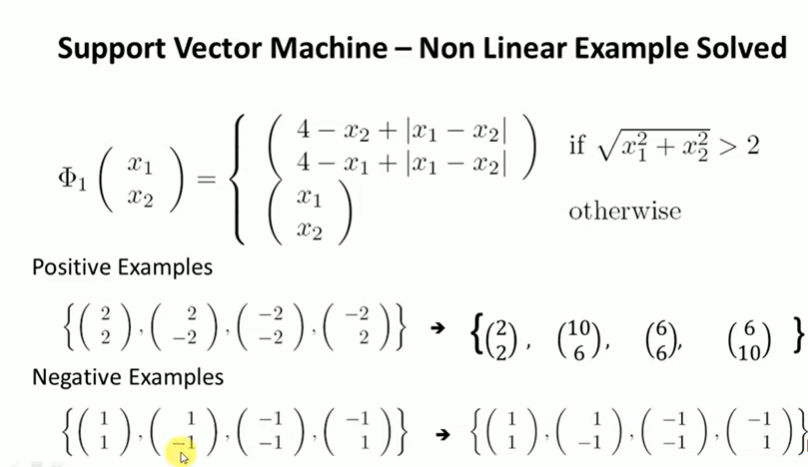 Support Vector Machine – Non Linear Example Solved
Φ₁ ( x₁ x₂ ) = { ( 4 − x₂ + |x₁ − x₂| 4 − x₁ + |x₁ − x₂| ) if √(x₁² + x₂²) > 2
( x₁ x₂ ) otherwise
Positive Examples
{( 2 2 ), ( 2 −2 ), ( −2 −2 ), ( −2 2 )} → {( 2 2 ), ( 10 6 ), ( 6 6 ), ( 6 10 )}
Negative Examples
{( 1 1 ), ( 1 −1 ), ( −1 −1 ), ( −1 1 )} → {( 1 1 ), ( 1 −1 ), ( −1 −1 ), ( −1 1 )}